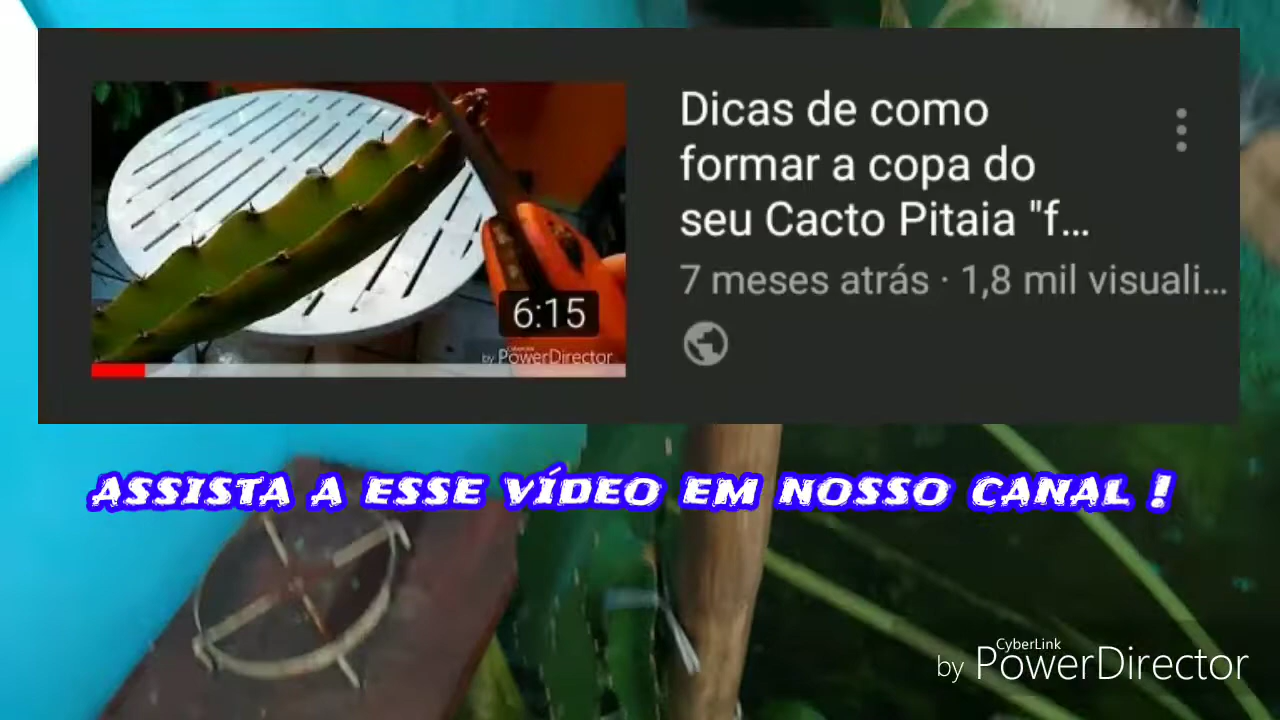 Dicas de como
formar a copa do
seu Cacto Pitaia "f...
7 meses atrás · 1,8 mil visuali...
6:15
by CyberLink PowerDirector
ASSISTA A ESSE VÍDEO EM NOSSO CANAL !
CyberLink
by PowerDirector